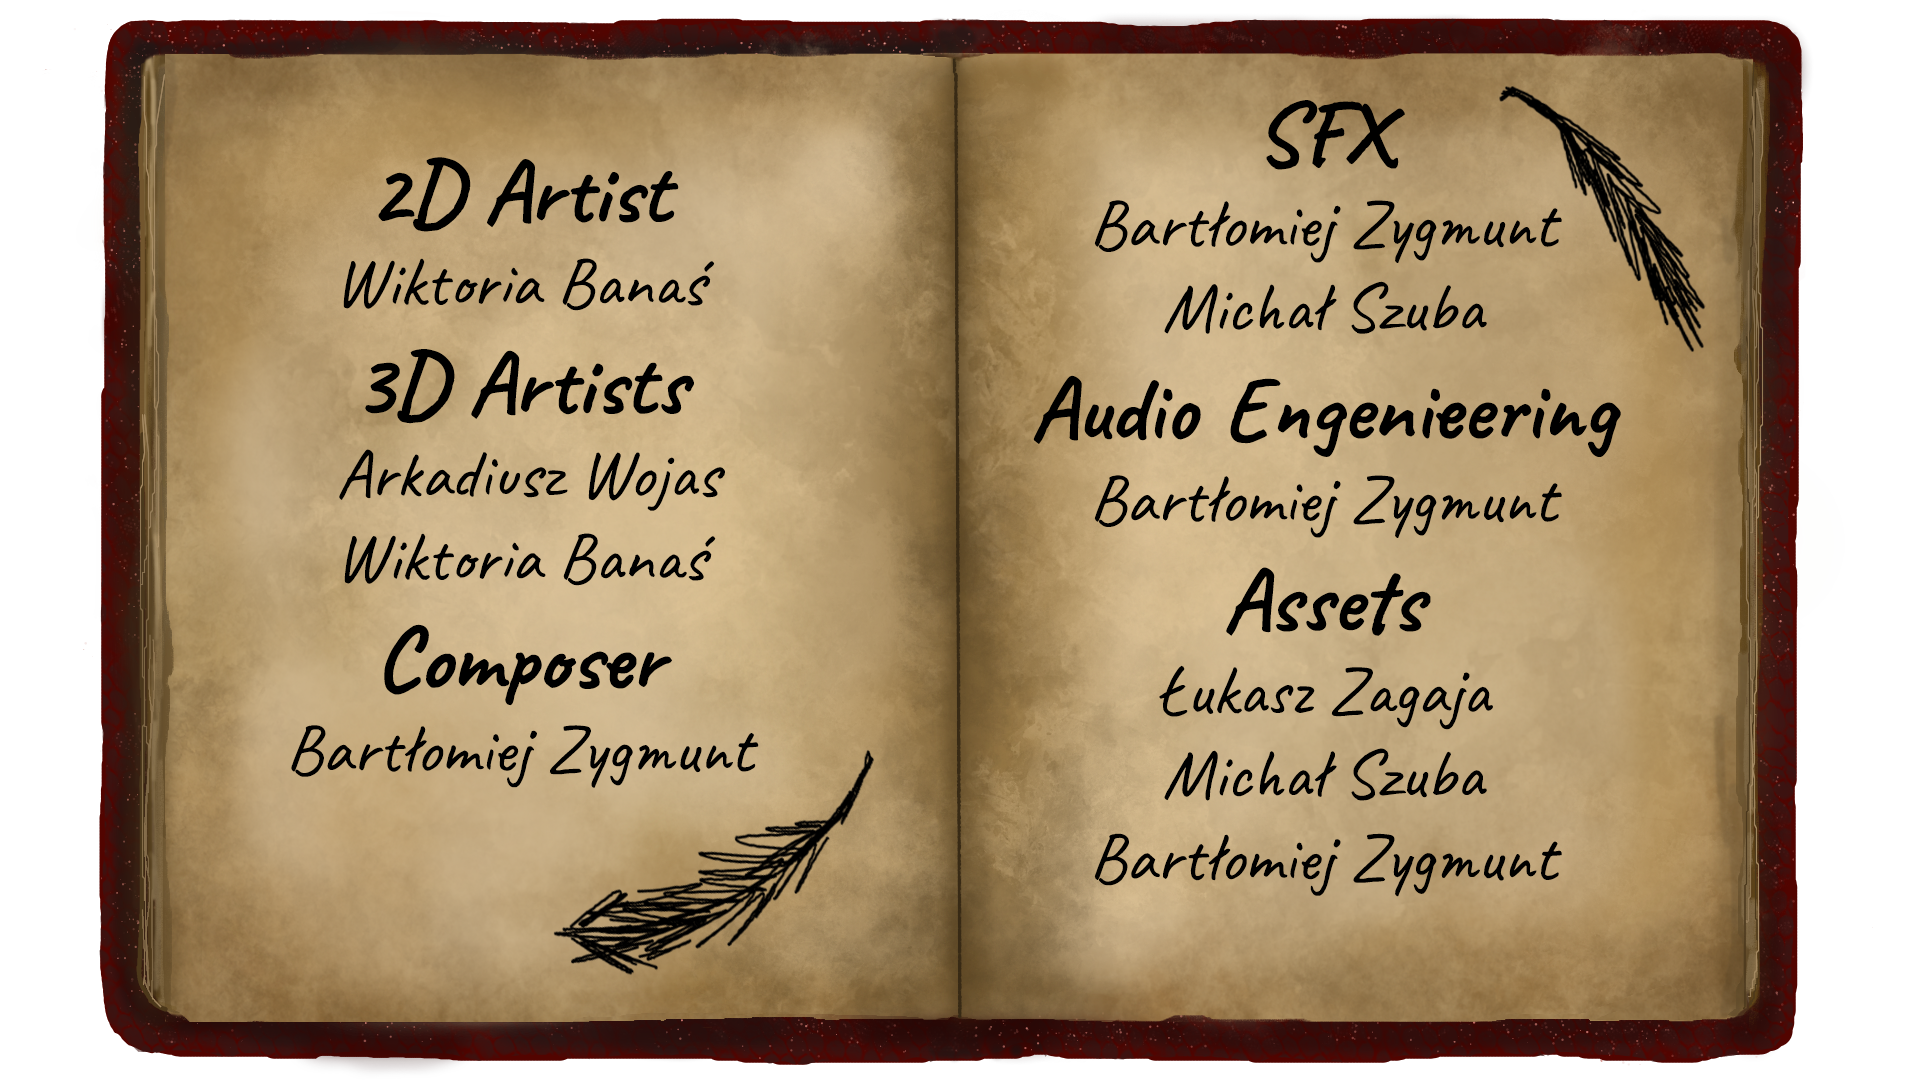 2D Artist
Wiktoria Banaś
3D Artists
Arkadiusz Wojas
Wiktoria Banaś
Composer
Bartłomiej Zygmunt
SFX
Bartłomiej Zygmunt
Michał Szuba
Audio Engenieering
Bartłomiej Zygmunt
Assets
Łukasz Zagaja
Michał Szuba
Bartłomiej Zygmunt